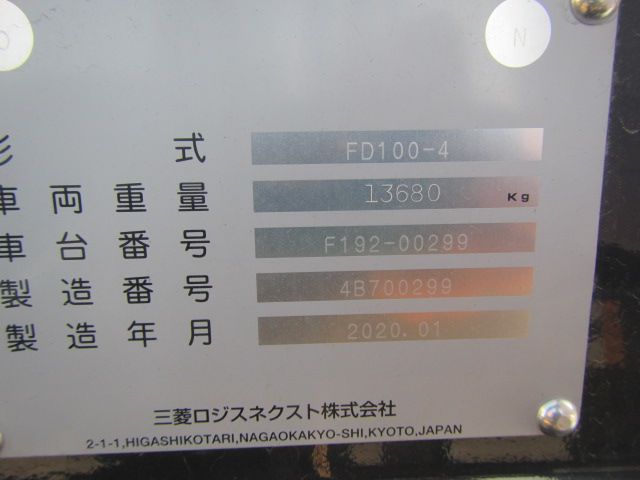 N
形 式 FD100-4
車 両 重 量 13680 Kg
車 台 番 号 F192-00299
製 造 番 号 4B700299
製 造 年 月 2020.01
三菱ロジスネクスト株式会社
2-1-1,HIGASHIKOTARI,NAGAOKAKYO-SHI,KYOTO,JAPAN